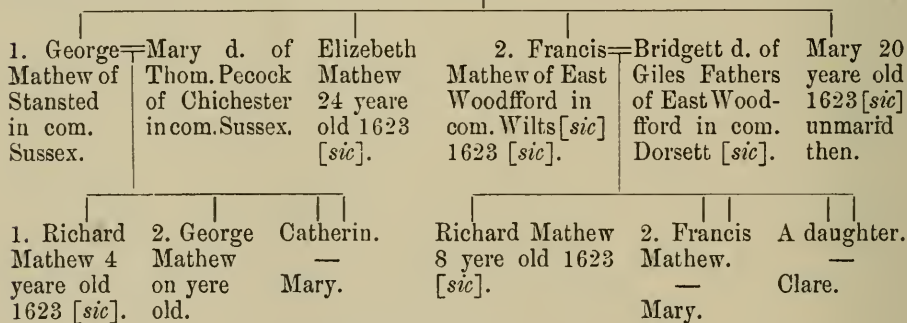 1. George
Mathew of
Stansted
in com.
Sussex.
Mary d. of
Thom. Pecock
of Chichester
in com. Sussex.
Elizebeth
Mathew
24 yeare
old 1623
[sic].
2. Francis
Mathew of East
Woodfford in
com. Wilts [sic]
1623 [sic].
Bridgett d. of
Giles Fathers
of East Wood-
fford in com.
Dorsett [sic].
Mary 20
yeare old
1623 [sic]
unmarid
then.
1. Richard
Mathew 4
yeare old
1623 [sic].
2. George
Mathew
on yere
old.
Catherin.
—
Mary.
Richard Mathew
8 yere old 1623
[sic].
2. Francis
Mathew.
—
Mary.
A daughter.
—
Clare.